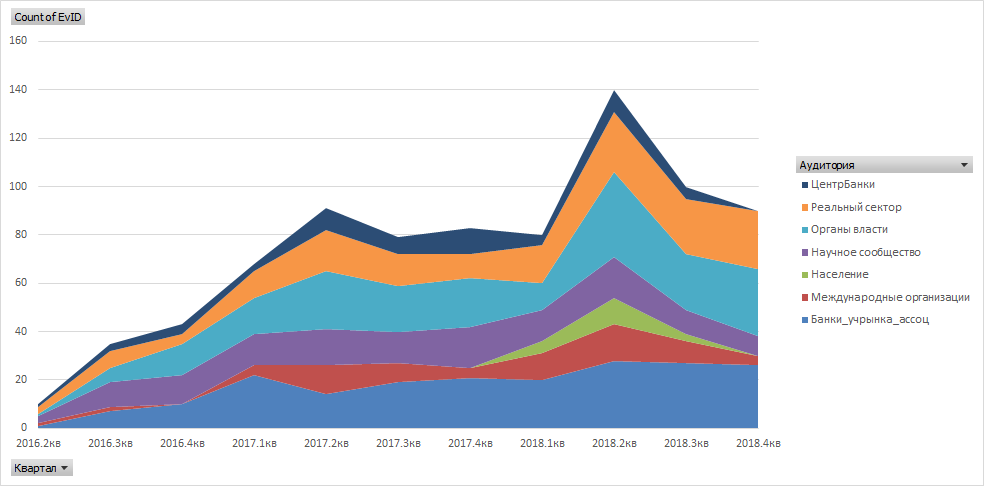 Count of EvID
160
140
120
100
80
60
40
20
0
2016.2кв 2016.3кв 2016.4кв 2017.1кв 2017.2кв 2017.3кв 2017.4кв 2018.1кв 2018.2кв 2018.3кв 2018.4кв
Квартал
Аудитория
ЦентрБанки
Реальный сектор
Органы власти
Научное сообщество
Население
Международные организации
Банки_учрынка_ассоц